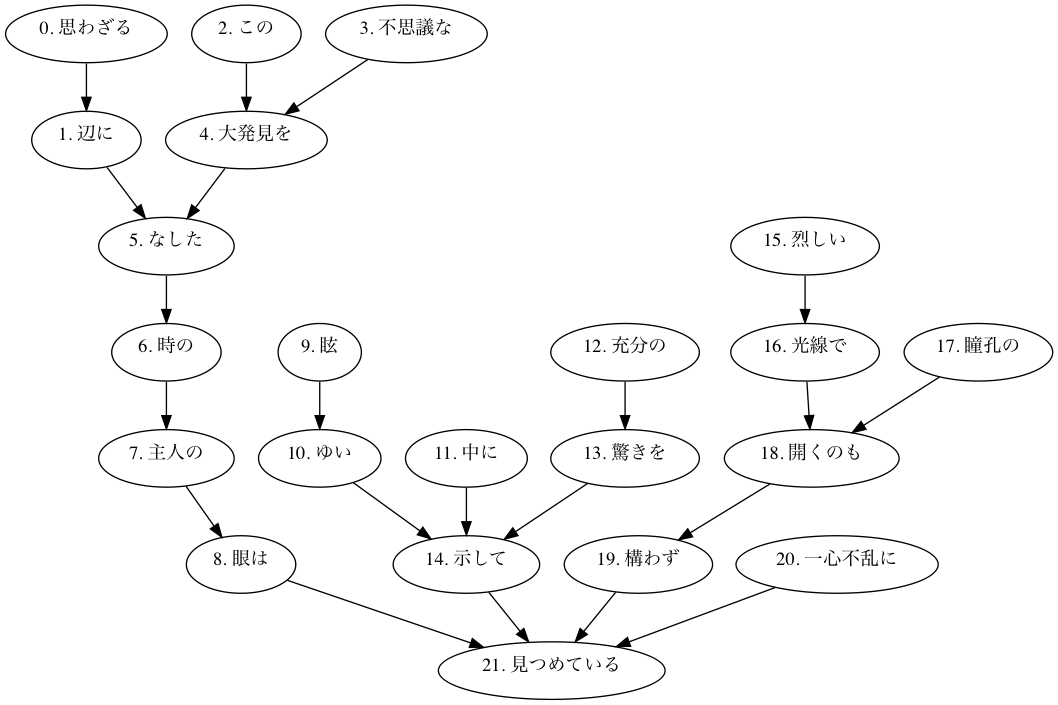 0. 思わざる
2. この
3. 不思議な
1. 辺に
4. 大発見を
5. なした
15. 烈しい
6. 時の
9. 眩
12. 充分の
16. 光線で
17. 瞳孔の
7. 主人の
10. ゆい
11. 中に
13. 驚きを
18. 開くのも
8. 眼は
14. 示して
19. 構わず
20. 一心不乱に
21. 見つめている